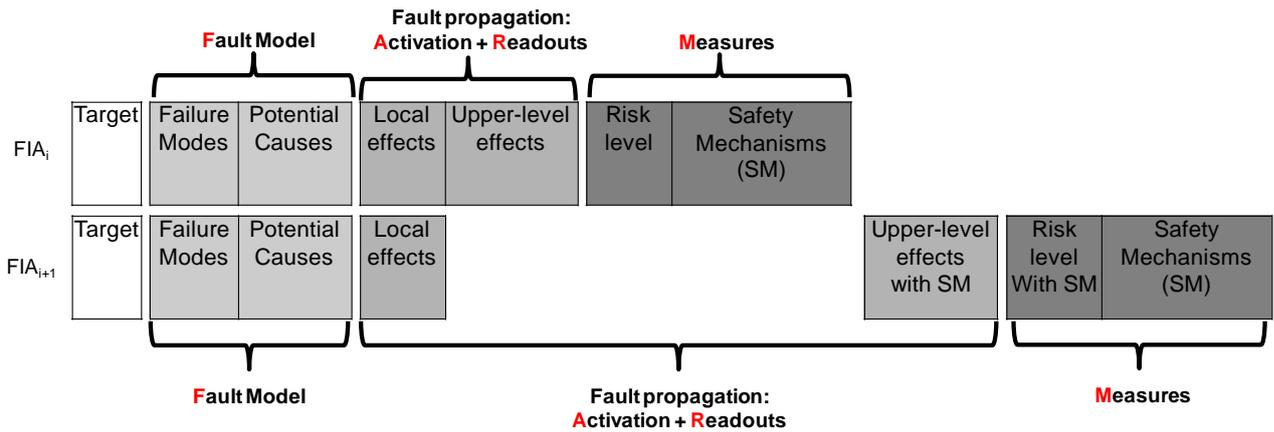 Fault propagation:
Fault Model
Activation + Readouts
Measures
Target
Failure
Modes
Potential
Causes
Local
effects
Upper-level
effects
Risk
level
Safety
Mechanisms
(SM)
FIAi
Target
Failure
Modes
Potential
Causes
Local
effects
Upper-level
effects
with SM
Risk
level
With SM
Safety
Mechanisms
(SM)
FIAi+1
Fault Model
Fault propagation:
Activation + Readouts
Measures